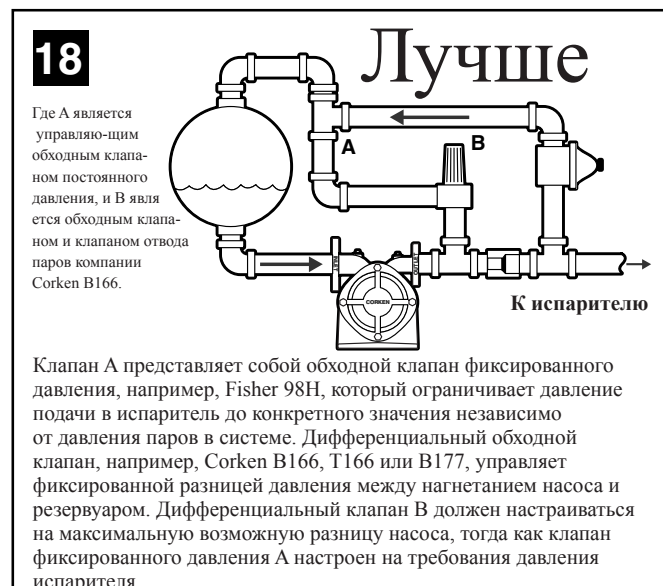 18
Лучше
Где А является
управляю-щим
обходным клапа-
ном постоянного
давления, и В явля
ется обходным клапа-
ном и клапаном отвода
паров компании
Corken B166.
A
B
INLET
OUTLET
CORKEN
К испарителю
Клапан А представляет собой обходной клапан фиксированного
давления, например, Fisher 98H, который ограничивает давление
подачи в испаритель до конкретного значения независимо
от давления паров в системе. Дифференциальный обходной
клапан, например, Corken B166, T166 или B177, управляет
фиксированной разницей давления между нагнетанием насоса и
резервуаром. Дифференциальный клапан В должен настраиваться
на максимальную возможную разницу насоса, тогда как клапан
фиксированного давления А настроен на требования давления
испарителя